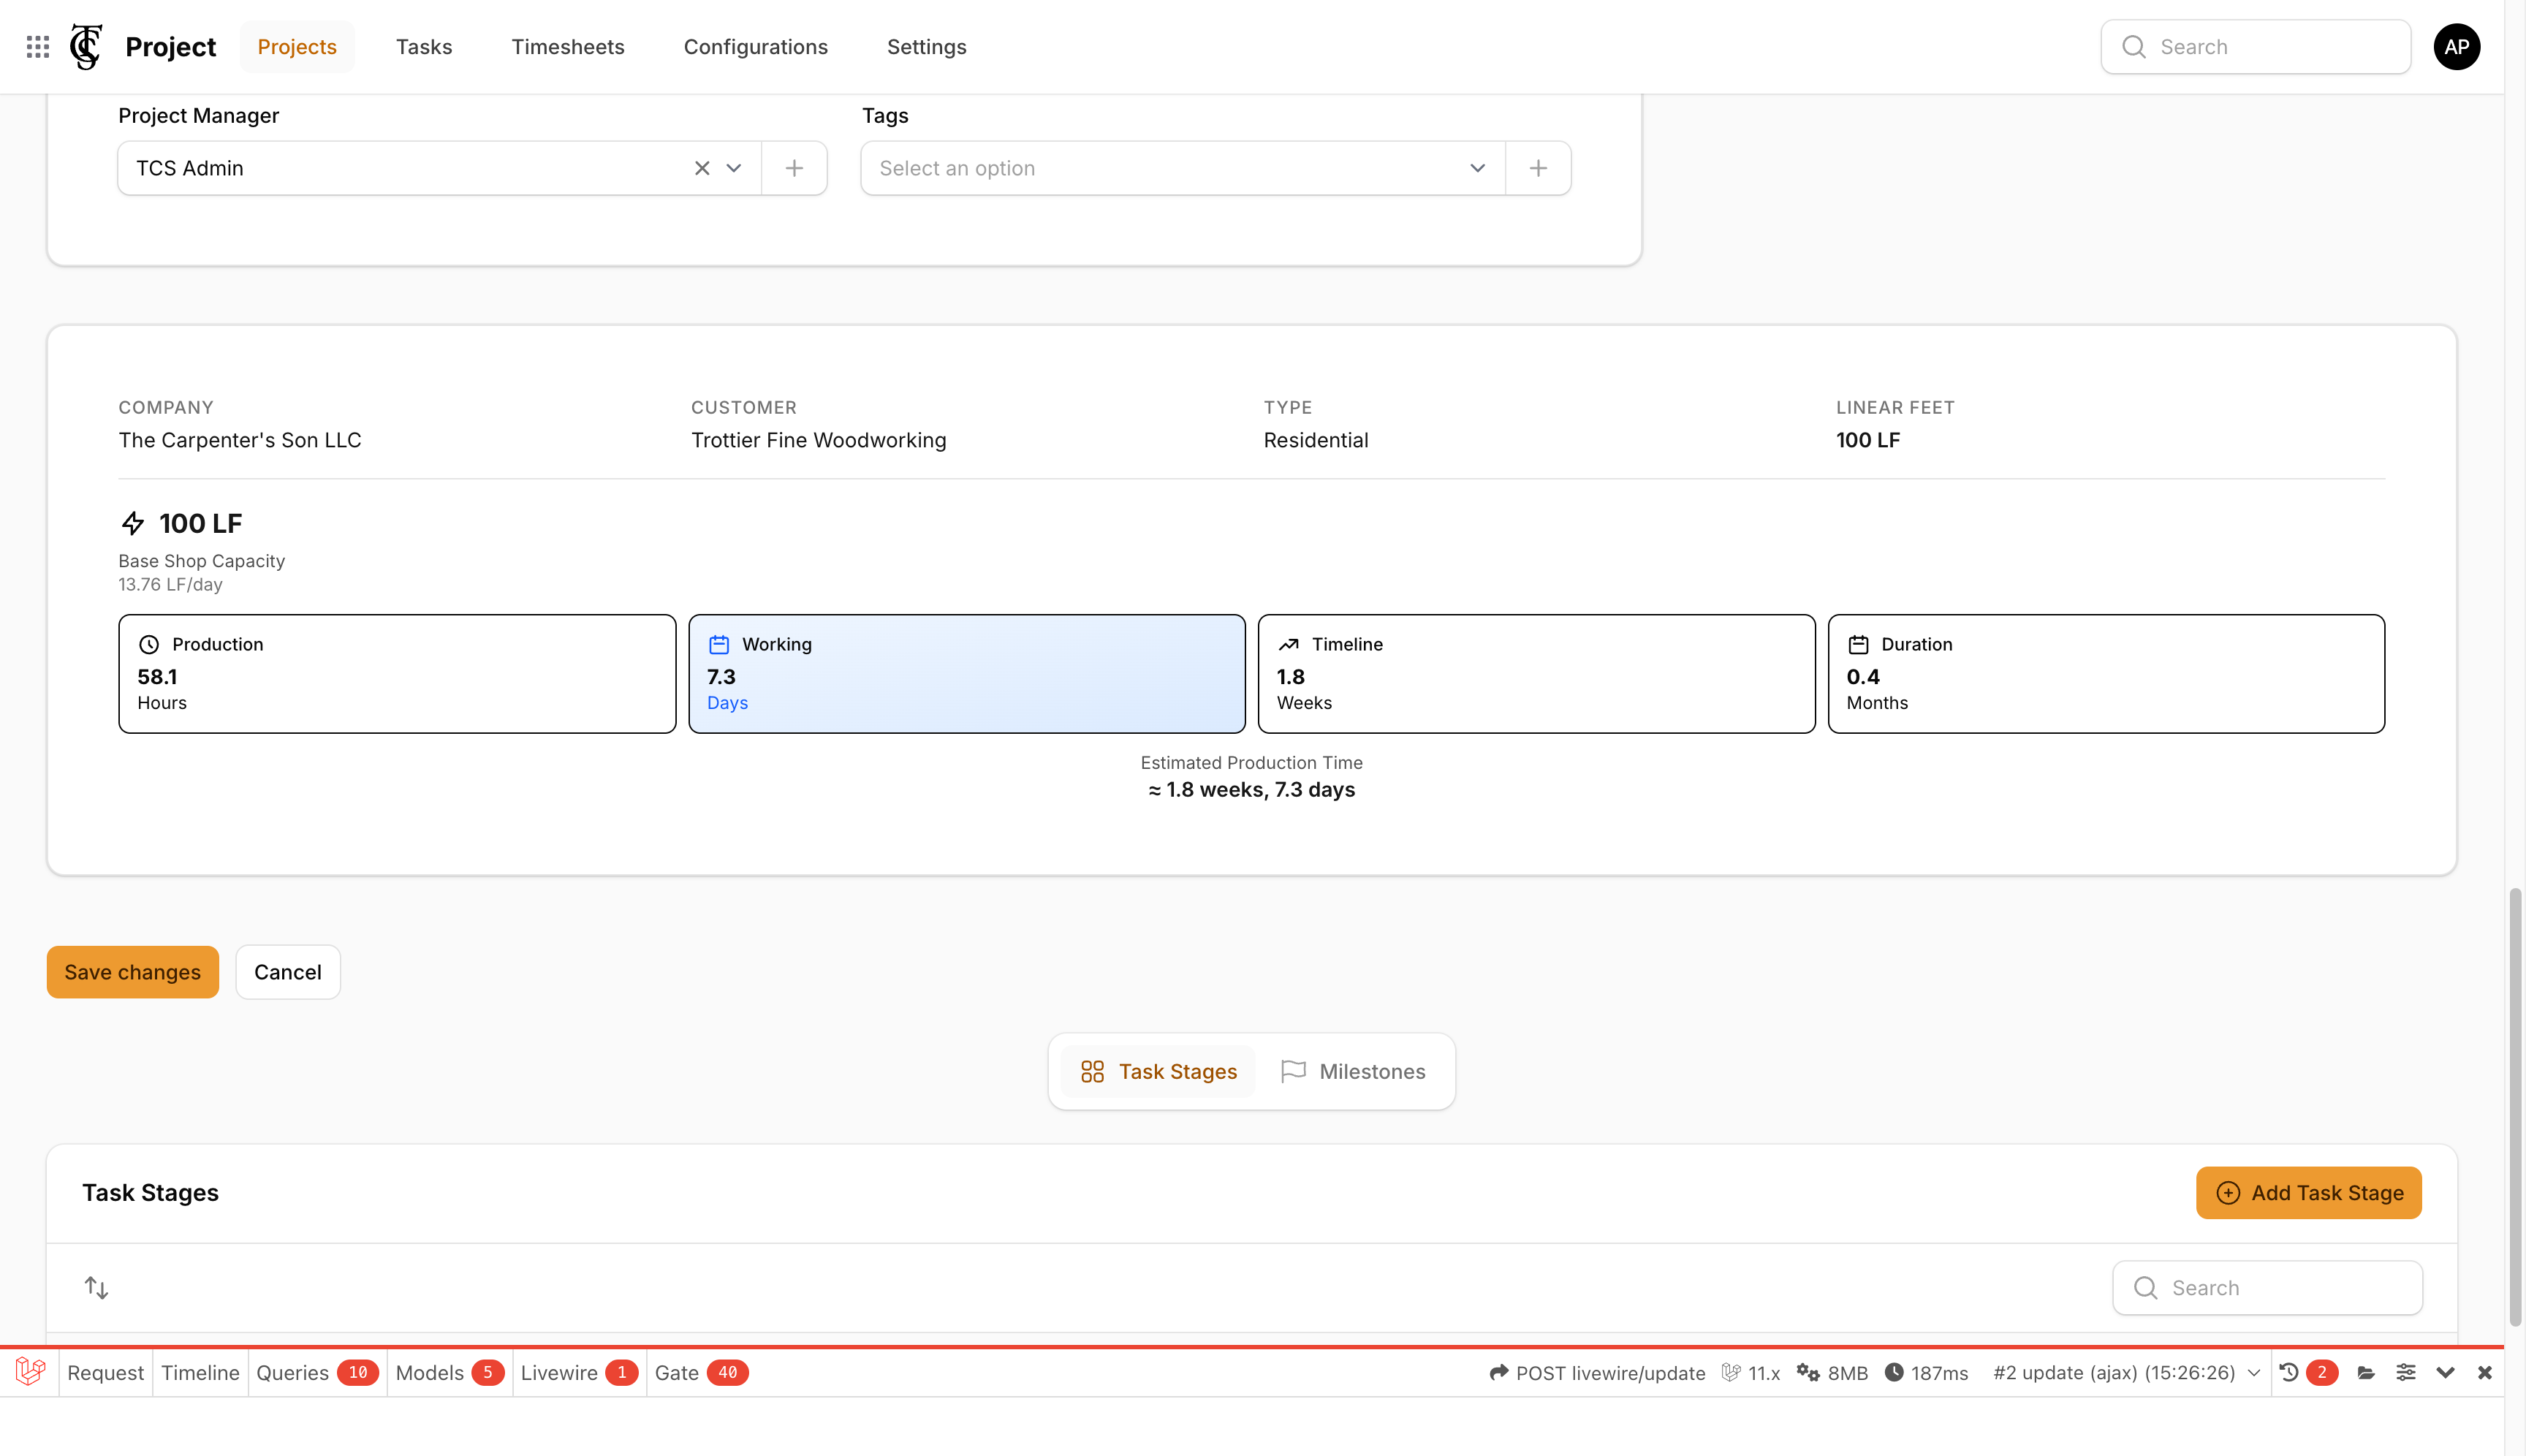 Project
Projects
Tasks
Timesheets
Configurations
Settings
Search
AP
Project Manager
Tags
TCS Admin
Select an option
COMPANY
CUSTOMER
TYPE
LINEAR FEET
The Carpenter's Son LLC
Trottier Fine Woodworking
Residential
100 LF
100 LF
Base Shop Capacity
13.76 LF/day
Production
58.1
Hours
Working
7.3
Days
Timeline
1.8
Weeks
Duration
0.4
Months
Estimated Production Time
≈ 1.8 weeks, 7.3 days
Save changes
Cancel
Task Stages
Milestones
Task Stages
Add Task Stage
Search
Request
Timeline
Queries 10
Models 5
Livewire 1
Gate 40
POST livewire/update
11.x
8MB
187ms
#2 update (ajax) (15:26:26)
2